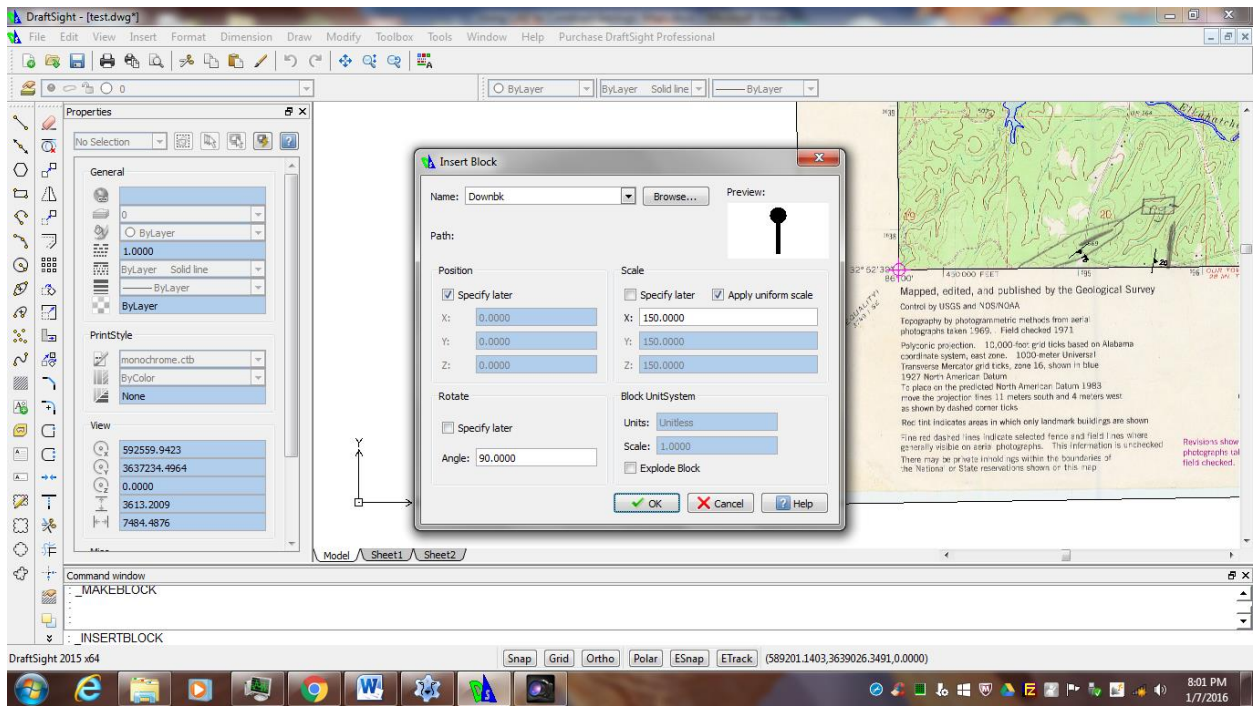 DraftSight - [test.dwg*]
File Edit View Insert Format Dimension Draw Modify Toolbox Tools Window Help Purchase DraftSight Professional
0
ByLayer
ByLayer Solid line
ByLayer
Properties
No Selection
General
0
ByLayer
1.0000
ByLayer Solid line
ByLayer
ByLayer
PrintStyle
monochrome.ctb
ByColor
None
View
592559.9423
3637234.4964
0.0000
3613.2009
7484.4876
Misc
Insert Block
Name: Downbk
Browse...
Preview:
Path:
Position
Specify later
X: 0.0000
Y: 0.0000
Z: 0.0000
Scale
Specify later Apply uniform scale
X: 150.0000
Y: 150.0000
Z: 150.0000
Rotate
Specify later
Angle: 90.0000
Block UnitSystem
Units: Unitless
Scale: 1.0000
Explode Block
OK
Cancel
Help
Y
20
86°00'
Mapped, edited, and published by the Geological Survey
Control by USGS and NOS/NOAA
Topography by photogrammetric methods from aerial
photographs taken 1969. Field checked 1971
Polyconic projection. 10,000-foot grid ticks based on Alabama
coordinate system, east zone. 1000-meter Universal
Transverse Mercator grid ticks, zone 16, shown in blue
1927 North American Datum
To place on the predicted North American Datum 1983
move the projection lines 11 meters south and 4 meters west
as shown by dashed corner ticks
Red tint indicates areas in which only landmark buildings are shown
Fine red dashed lines indicate selected fence and field lines where
generally visible on aerial photographs. This information is unchecked
There may be private inholdings within the boundaries of
the National or State reservations shown on this map
Revisions show
photographs tak
field checked.
Model Sheet1 Sheet2
Command window
: _MAKEBLOCK
:
:
: _INSERTBLOCK
DraftSight 2015 x64
Snap Grid Ortho Polar ESnap ETrack (589201.1403,3639026.3491,0.0000)
8:01 PM
1/7/2016